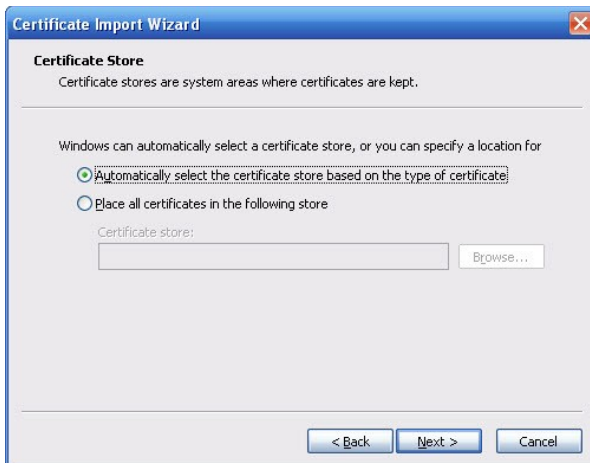 Certificate Import Wizard
Certificate Store
Certificate stores are system areas where certificates are kept.
Windows can automatically select a certificate store, or you can specify a location for
Automatically select the certificate store based on the type of certificate
Place all certificates in the following store
Certificate store:
Browse...
< Back Next > Cancel